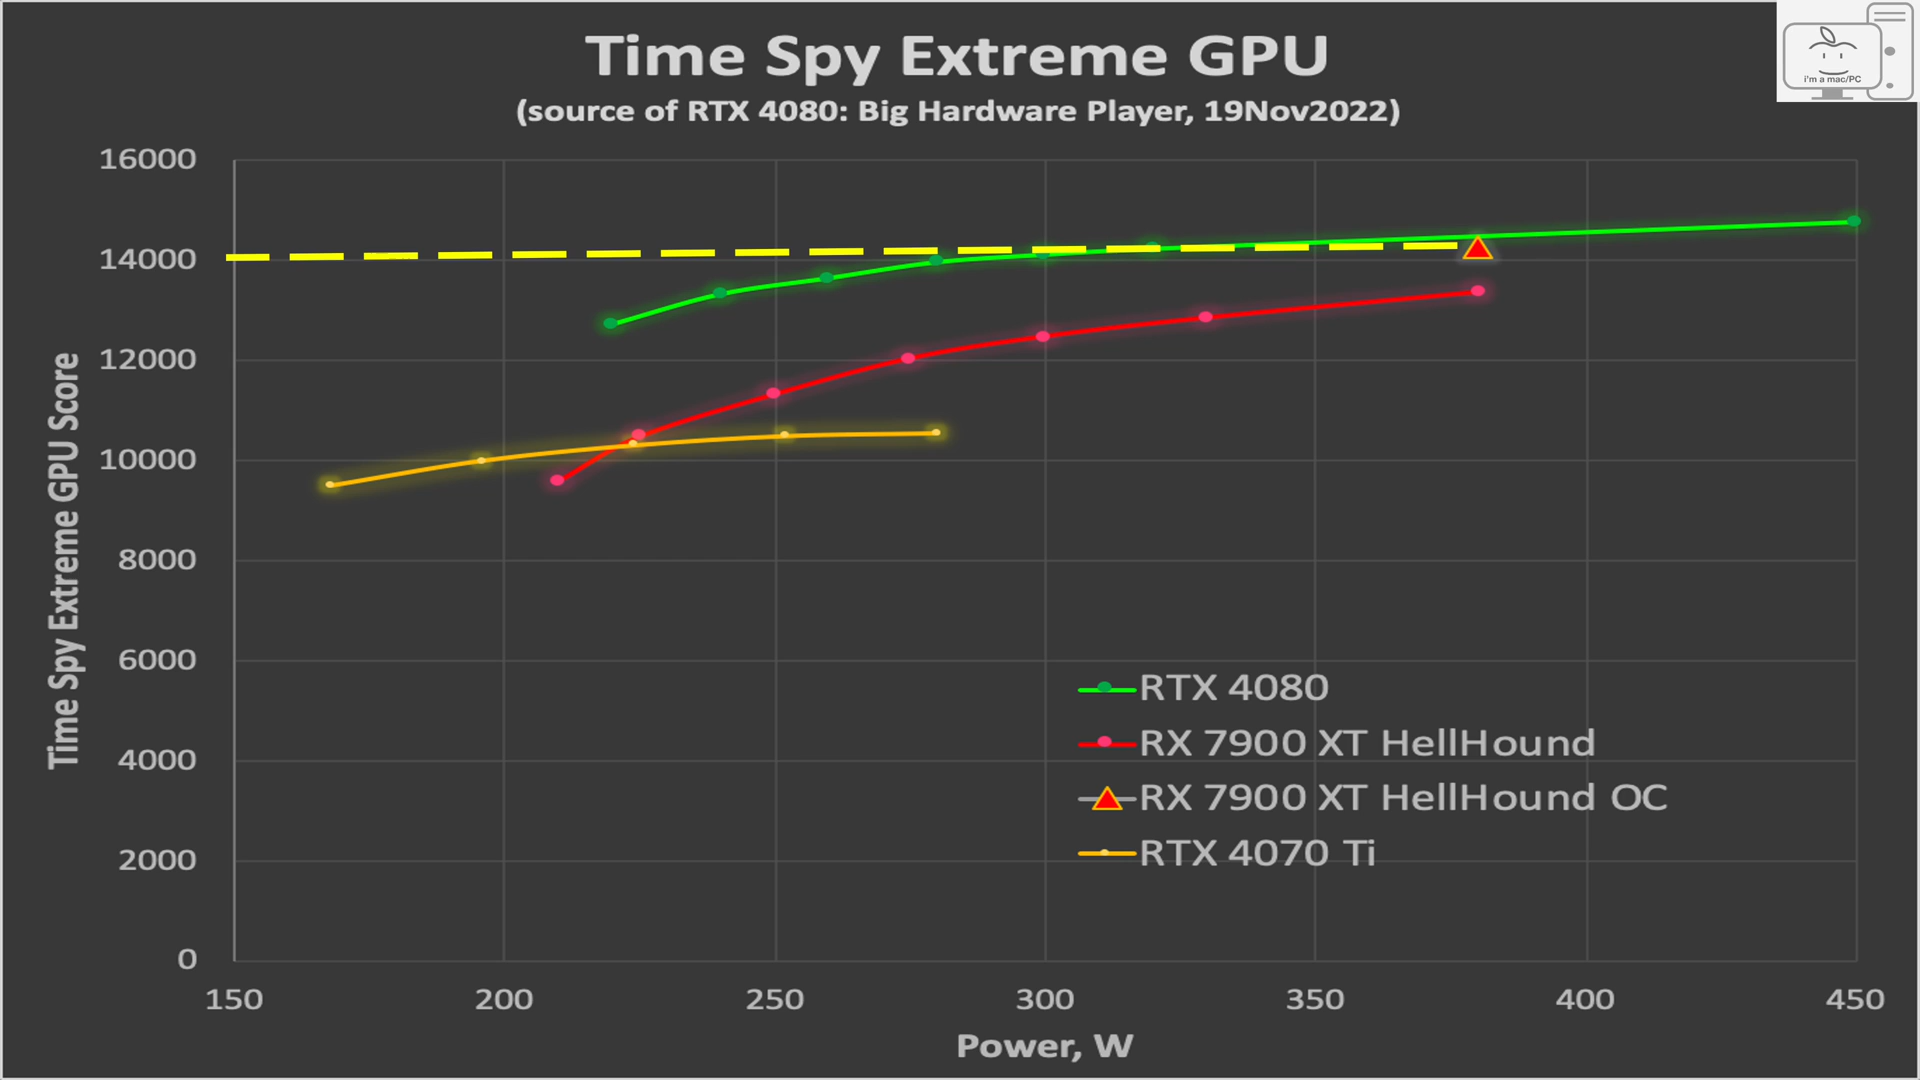 Time Spy Extreme GPU
(source of RTX 4080: Big Hardware Player, 19Nov2022)
i'm a mac/PC
Time Spy Extreme GPU Score
16000
14000
12000
10000
8000
6000
4000
2000
0
RTX 4080
RX 7900 XT HellHound
RX 7900 XT HellHound OC
RTX 4070 Ti
150 200 250 300 350 400 450
Power, W